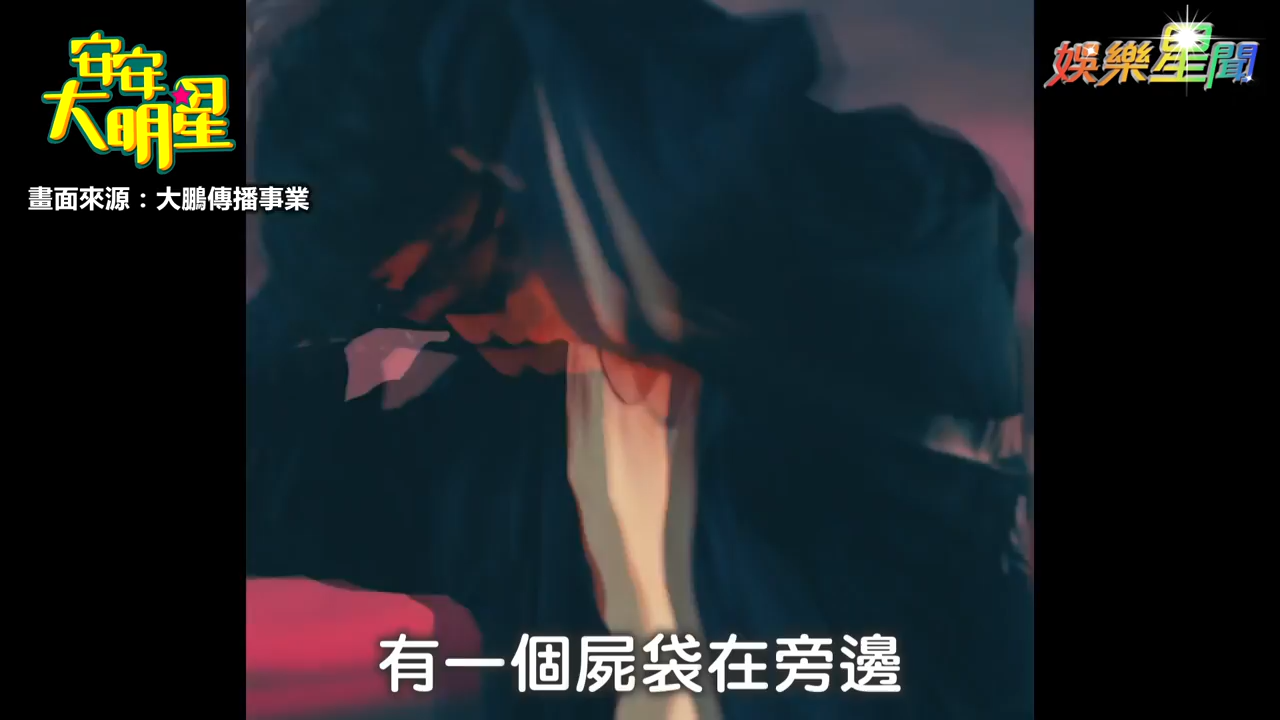 安安
大明星
娛樂星聞
畫面來源：大鵬傳播事業
有一個屍袋在旁邊